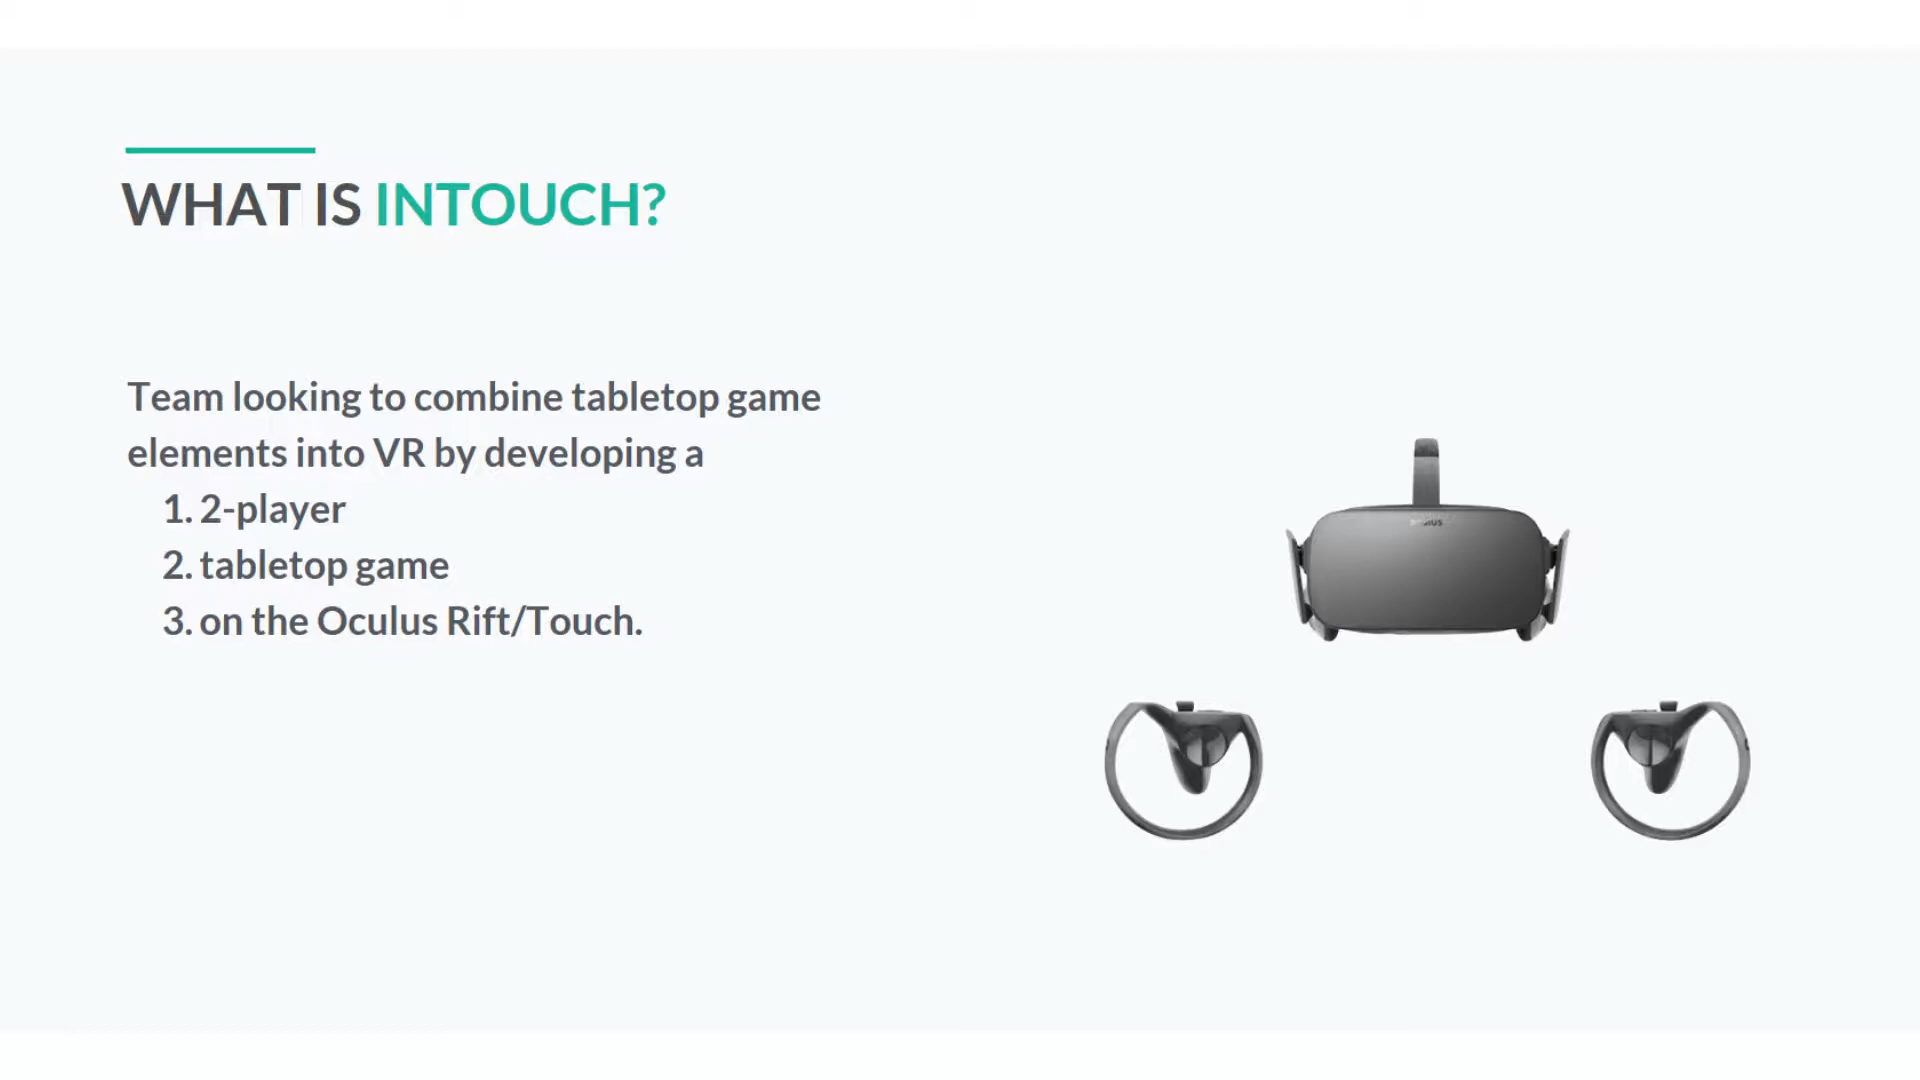 WHAT IS INTOUCH?
Team looking to combine tabletop game
elements into VR by developing a
1. 2-player
2. tabletop game
3. on the Oculus Rift/Touch.